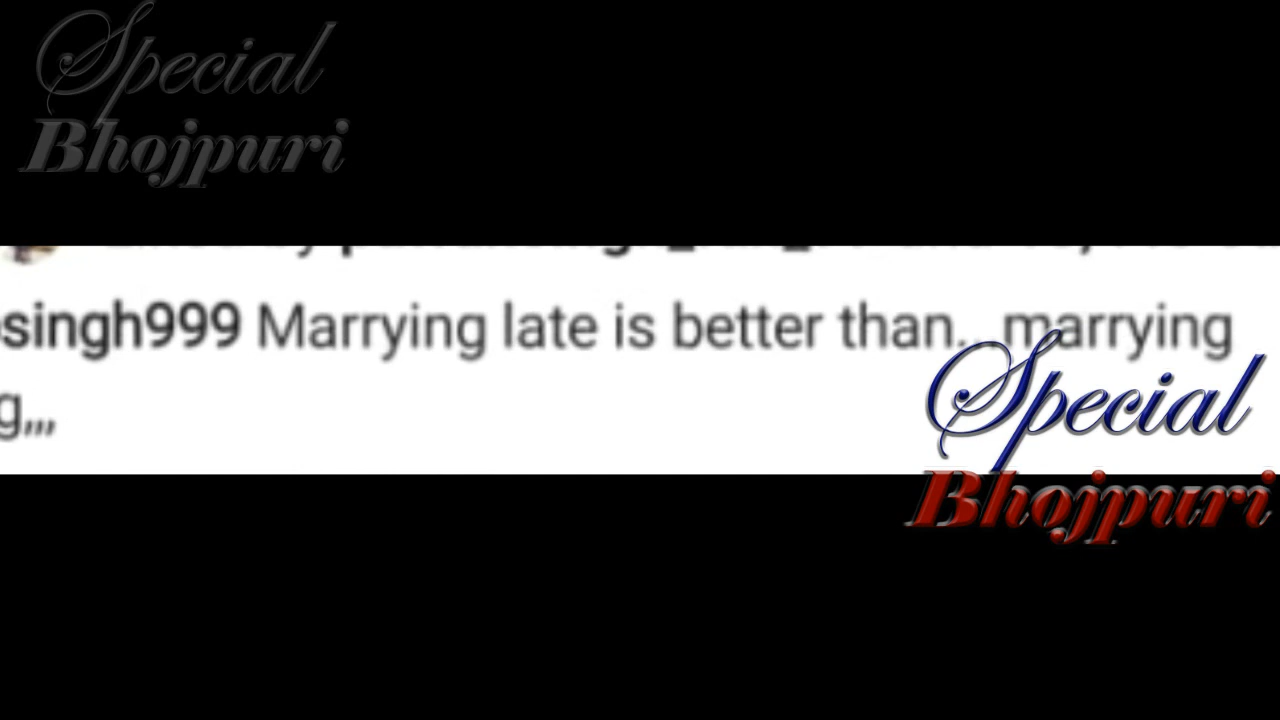 Special
Bhojpuri
singh999 Marrying late is better than.. marrying
g,,,
Special
Bhojpuri